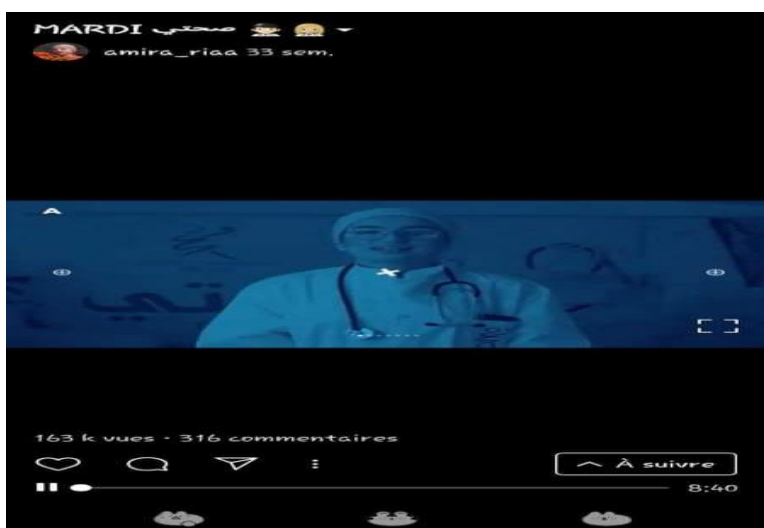 MARDI صحتي
amira_riaa 33 sem.
A
163 k vues · 316 commentaires
À suivre
8:40